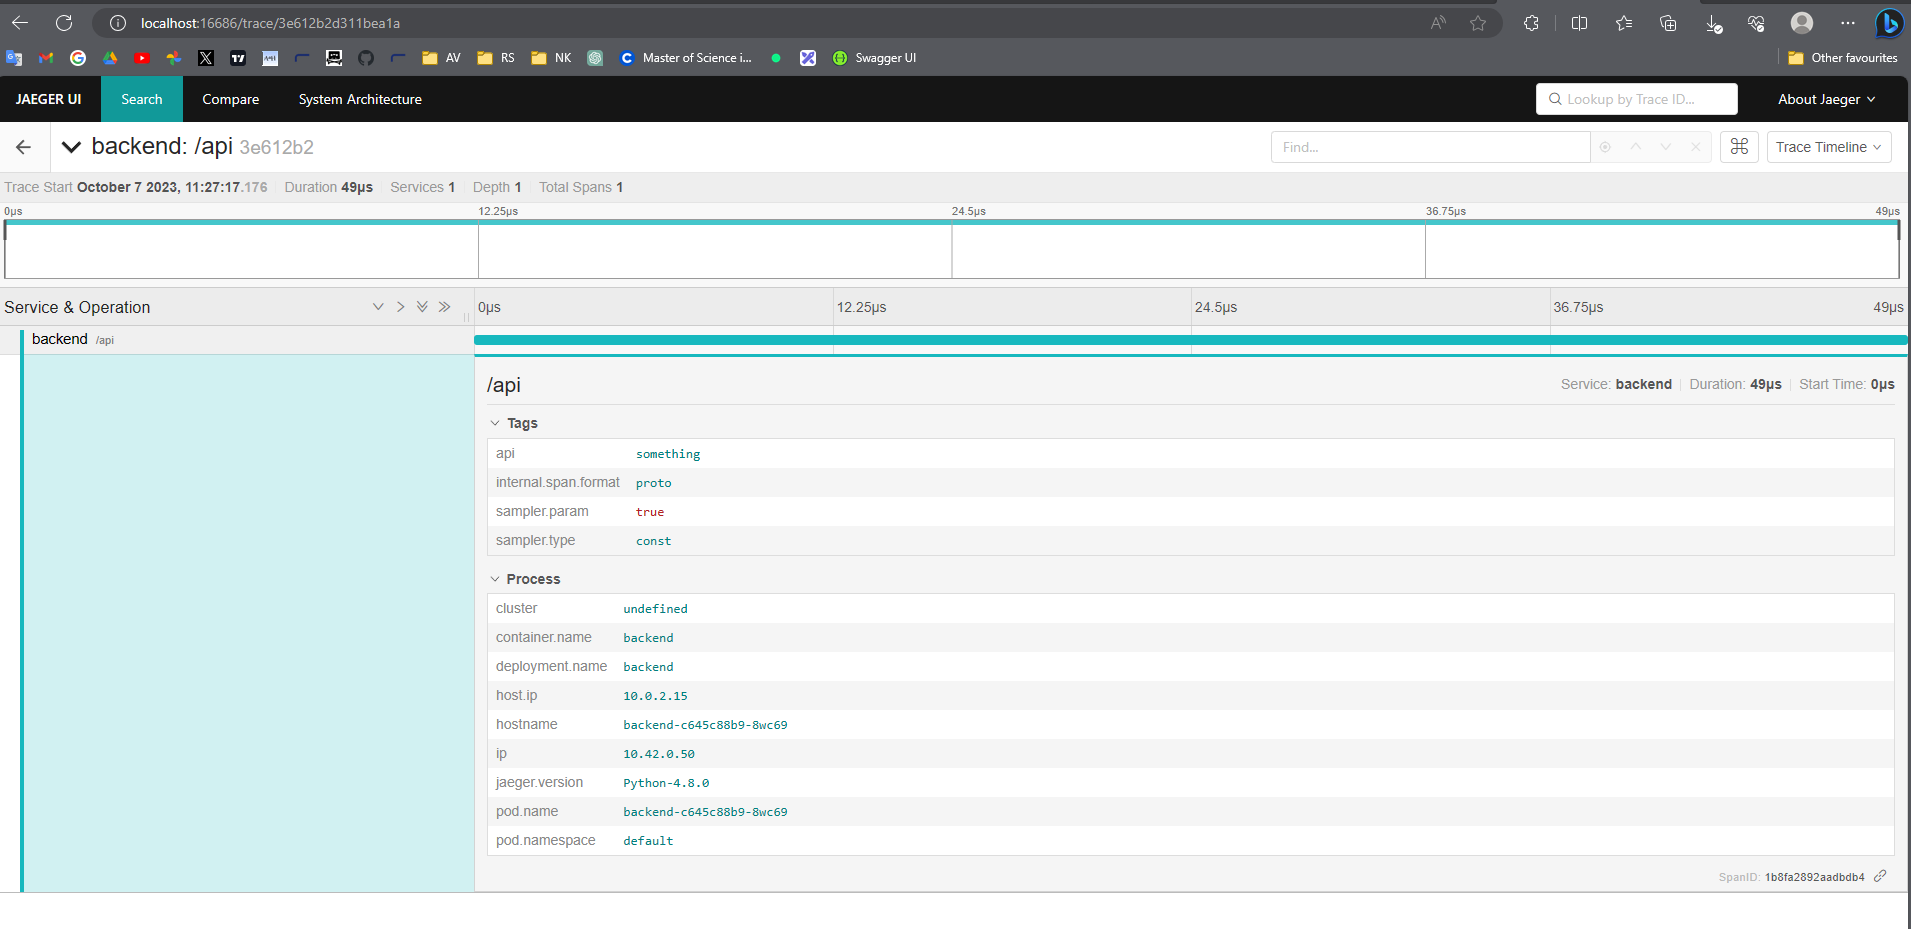 localhost:16686/trace/3e612b2d311bea1a
AV RS NK Master of Science i... Swagger UI Other favourites
JAEGER UI Search Compare System Architecture Lookup by Trace ID... About Jaeger
backend: /api 3e612b2 Find... Trace Timeline
Trace Start October 7 2023, 11:27:17.176 Duration 49μs Services 1 Depth 1 Total Spans 1
0μs 12.25μs 24.5μs 36.75μs 49μs
Service & Operation 0μs 12.25μs 24.5μs 36.75μs 49μs
backend /api
/api Service: backend Duration: 49μs Start Time: 0μs
Tags
api something
internal.span.format proto
sampler.param true
sampler.type const
Process
cluster undefined
container.name backend
deployment.name backend
host.ip 10.0.2.15
hostname backend-c645c88b9-8wc69
ip 10.42.0.50
jaeger.version Python-4.8.0
pod.name backend-c645c88b9-8wc69
pod.namespace default
SpanID: 1b8fa2892aadbdb4